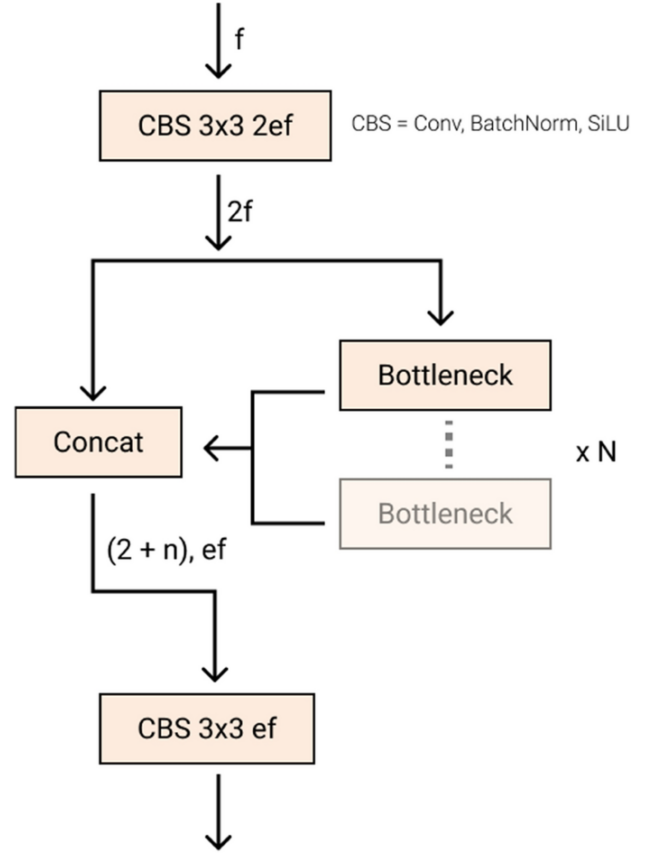 f
CBS 3x3 2ef
CBS = Conv, BatchNorm, SiLU
2f
Bottleneck
Concat
x N
Bottleneck
(2 + n), ef
CBS 3x3 ef